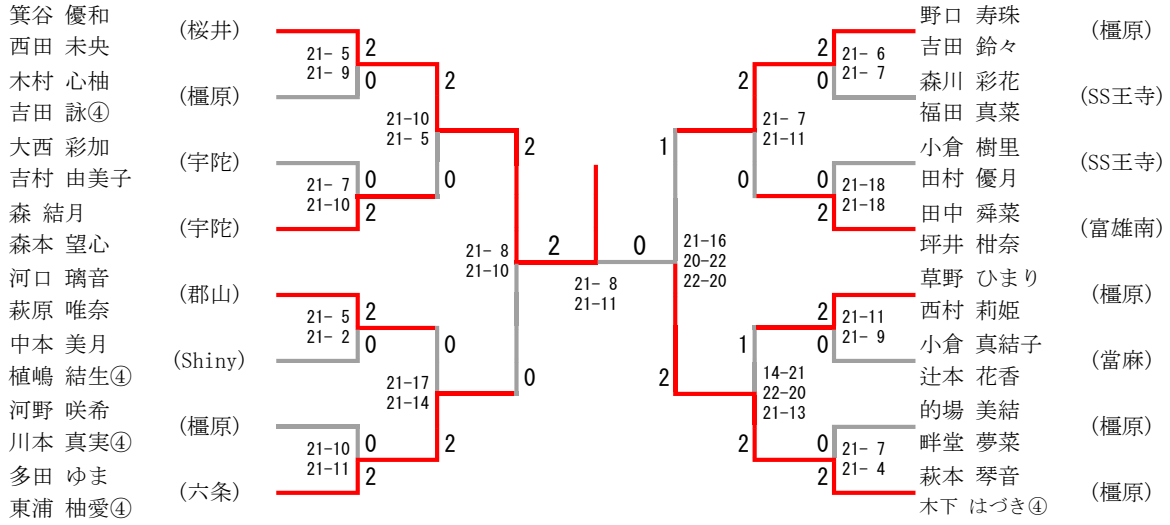 箕谷 優和
西田 未央
(桜井)
木村 心柚
吉田 詠④
(橿原)
大西 彩加
吉村 由美子
(宇陀)
森 結月
森本 望心
(宇陀)
河口 璃音
萩原 唯奈
(郡山)
中本 美月
植嶋 結生④
(Shiny)
河野 咲希
川本 真実④
(橿原)
多田 ゆま
東浦 柚愛④
(六条)
21- 5
21- 9
2
0
21- 7
21-10
0
2
21- 5
21- 2
2
0
21-10
21-11
0
2
21-10
21- 5
2
0
21-17
21-14
0
2
21- 8
21-10
2
0
2
0
21- 8
21-11
21-16
20-22
22-20
1
2
21- 7
21-11
2
0
14-21
22-20
21-13
1
2
21- 6
21- 7
2
0
21-18
21-18
0
2
21-11
21- 9
2
0
21- 7
21- 4
0
2
野口 寿珠
吉田 鈴々
(橿原)
森川 彩花
福田 真菜
(SS王寺)
小倉 樹里
田村 優月
(SS王寺)
田中 舜菜
坪井 柑奈
(富雄南)
草野 ひまり
西村 莉姫
(橿原)
小倉 真結子
辻本 花香
(當麻)
的場 美結
畔堂 夢菜
(橿原)
萩本 琴音
木下 はづき④
(橿原)